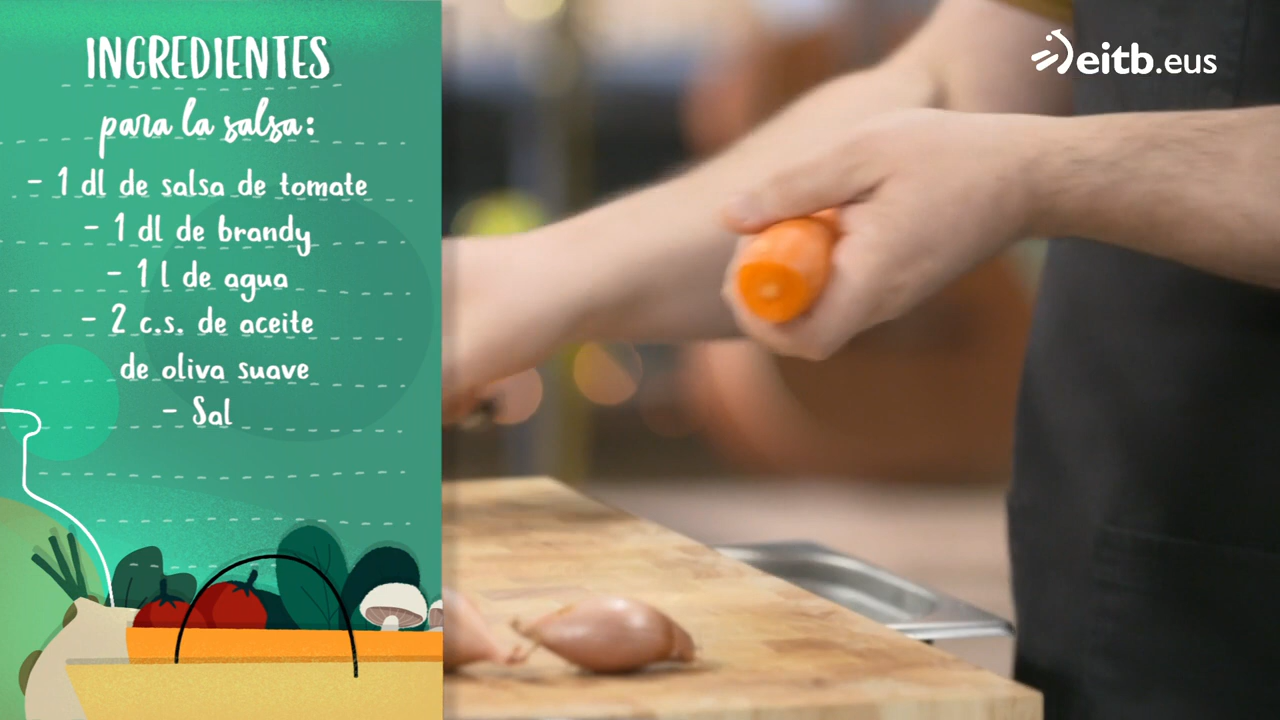 INGREDIENTES
para la salsa:
- 1 dl de salsa de tomate
- 1 dl de brandy
- 1 l de agua
- 2 c.s. de aceite
de oliva suave
- Sal
eitb.eus